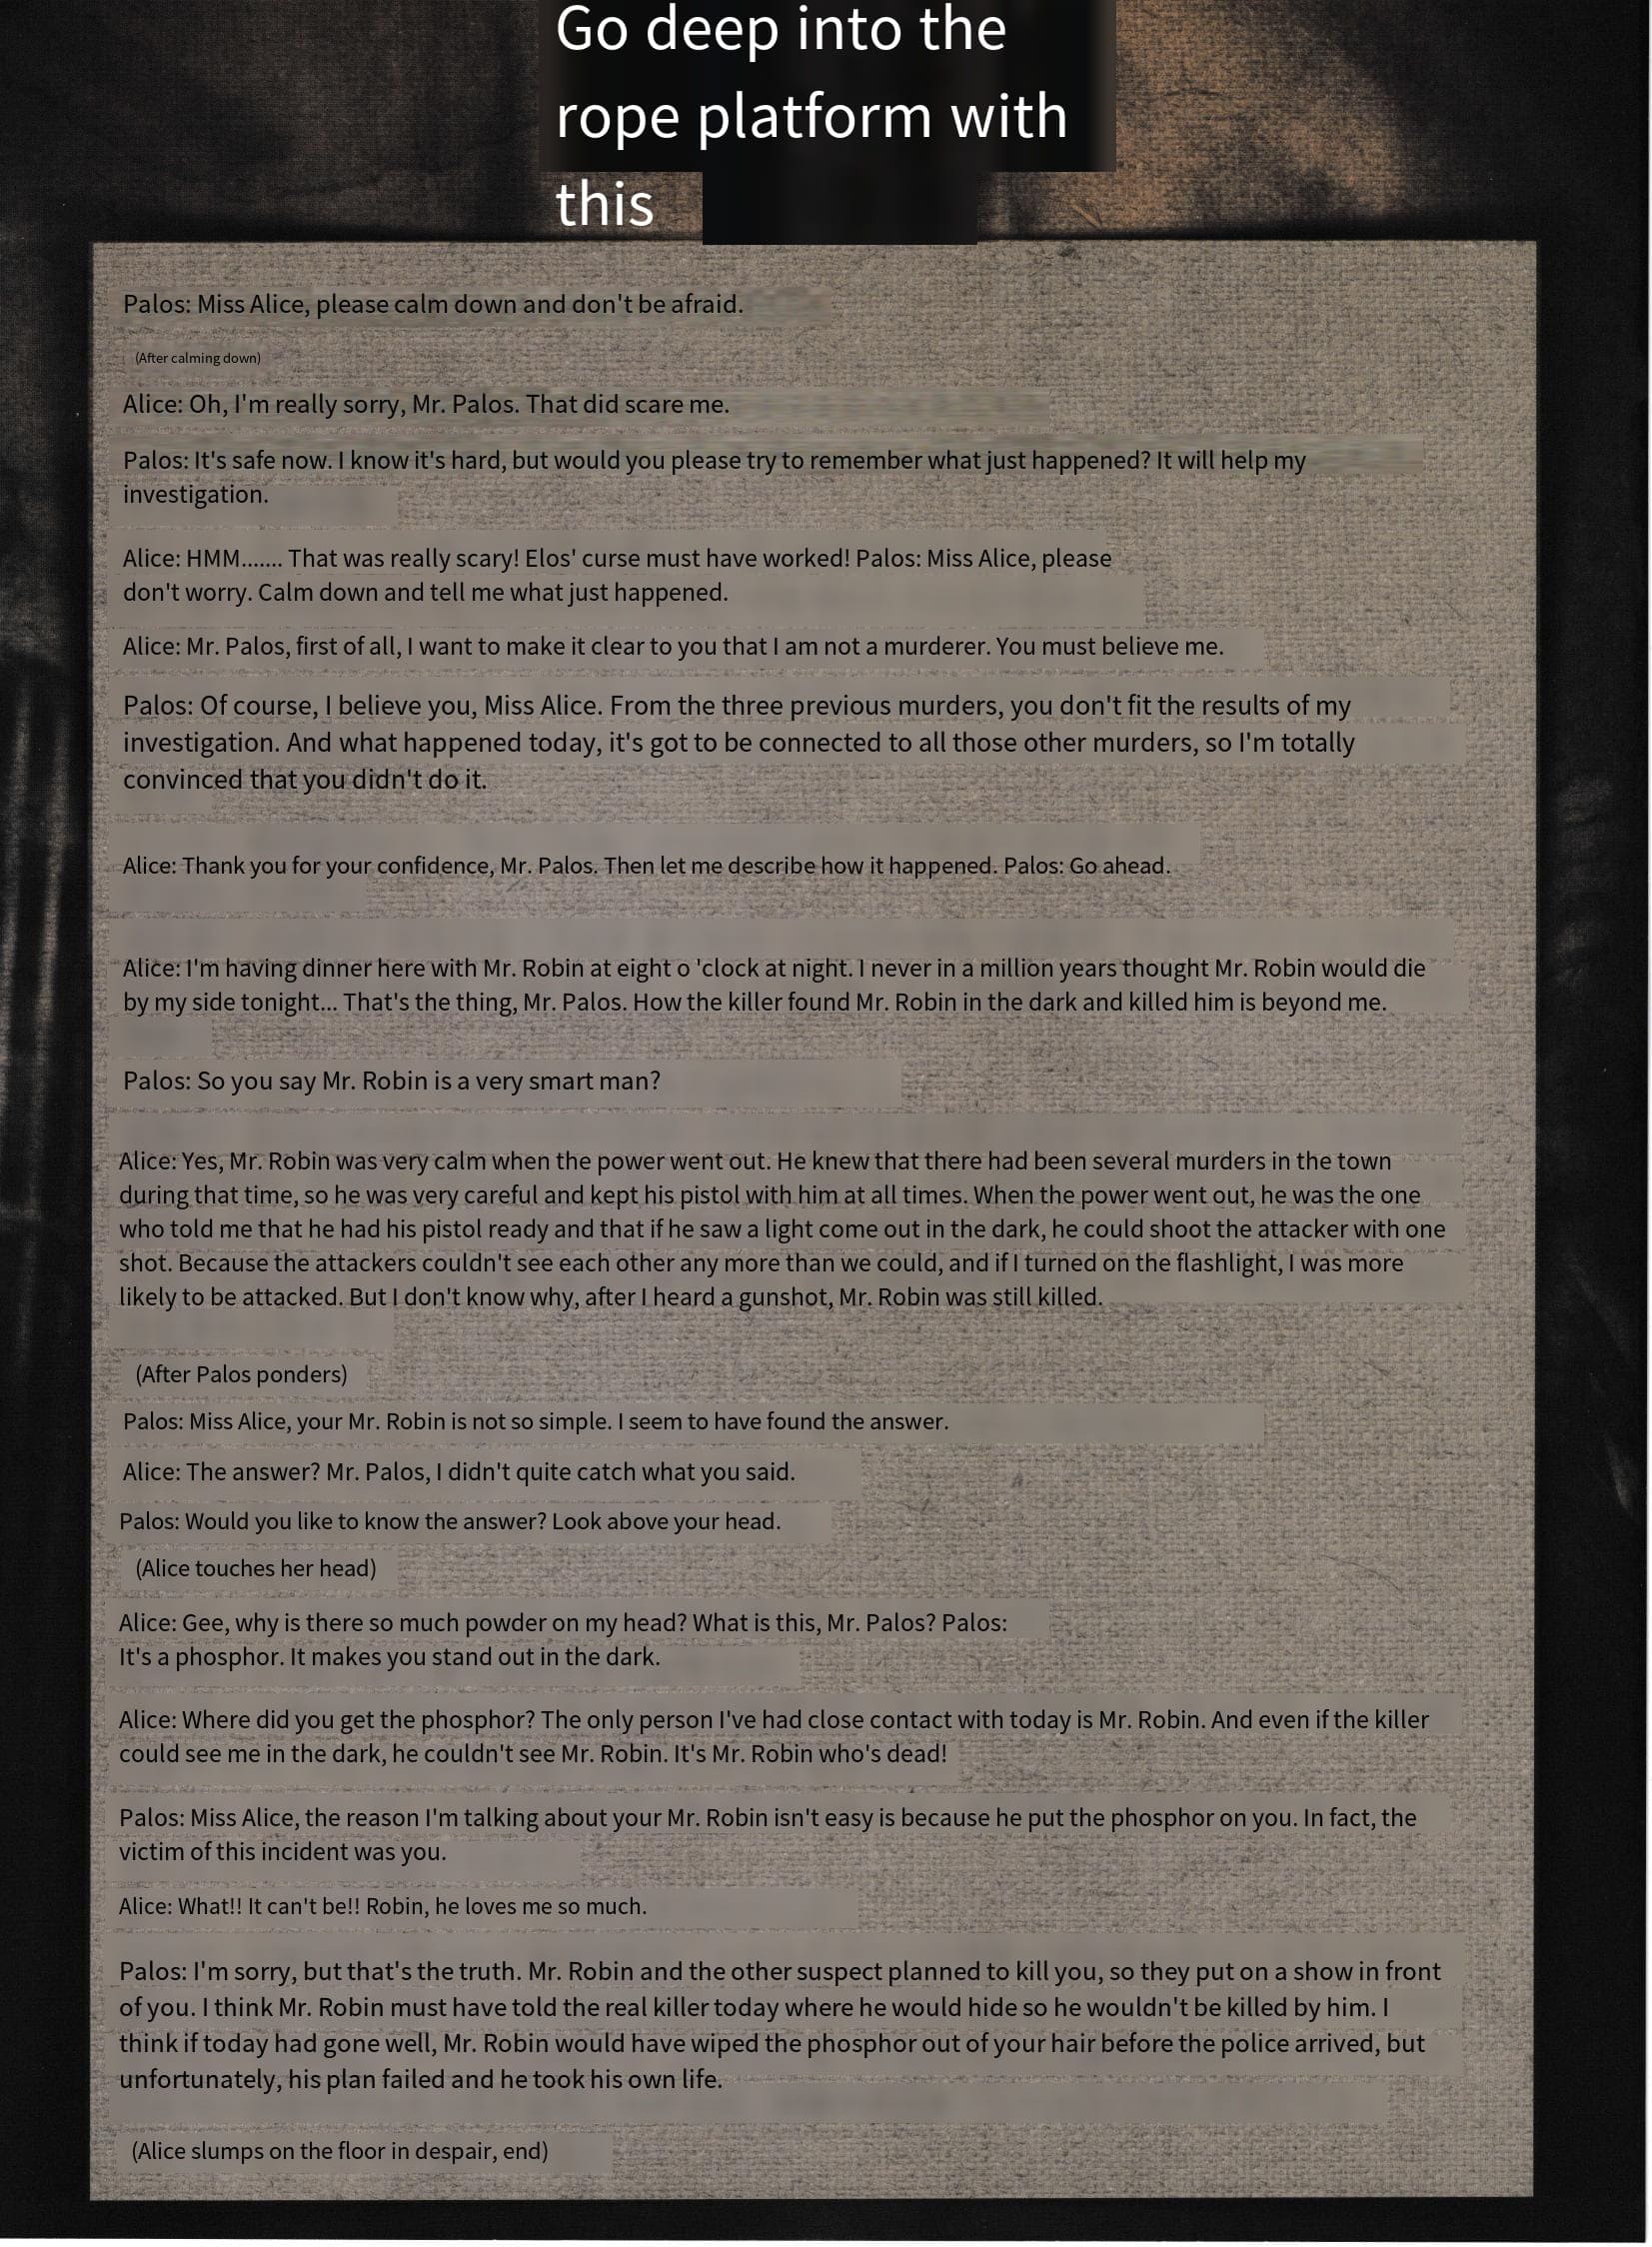 Go deep into the
rope platform with
this
Palos: Miss Alice, please calm down and don't be afraid.
(After calming down)
Alice: Oh, I'm really sorry, Mr. Palos. That did scare me.
Palos: It's safe now. I know it's hard, but would you please try to remember what just happened? It will help my
investigation.
Alice: HMM....... That was really scary! Elos' curse must have worked! Palos: Miss Alice, please
don't worry. Calm down and tell me what just happened.
Alice: Mr. Palos, first of all, I want to make it clear to you that I am not a murderer. You must believe me.
Palos: Of course, I believe you, Miss Alice. From the three previous murders, you don't fit the results of my
investigation. And what happened today, it's got to be connected to all those other murders, so I'm totally
convinced that you didn't do it.
Alice: Thank you for your confidence, Mr. Palos. Then let me describe how it happened. Palos: Go ahead.
Alice: I'm having dinner here with Mr. Robin at eight o 'clock at night. I never in a million years thought Mr. Robin would die
by my side tonight... That's the thing, Mr. Palos. How the killer found Mr. Robin in the dark and killed him is beyond me.
Palos: So you say Mr. Robin is a very smart man?
Alice: Yes, Mr. Robin was very calm when the power went out. He knew that there had been several murders in the town
during that time, so he was very careful and kept his pistol with him at all times. When the power went out, he was the one
who told me that he had his pistol ready and that if he saw a light come out in the dark, he could shoot the attacker with one
shot. Because the attackers couldn't see each other any more than we could, and if I turned on the flashlight, I was more
likely to be attacked. But I don't know why, after I heard a gunshot, Mr. Robin was still killed.
(After Palos ponders)
Palos: Miss Alice, your Mr. Robin is not so simple. I seem to have found the answer.
Alice: The answer? Mr. Palos, I didn't quite catch what you said.
Palos: Would you like to know the answer? Look above your head.
(Alice touches her head)
Alice: Gee, why is there so much powder on my head? What is this, Mr. Palos? Palos:
It's a phosphor. It makes you stand out in the dark.
Alice: Where did you get the phosphor? The only person I've had close contact with today is Mr. Robin. And even if the killer
could see me in the dark, he couldn't see Mr. Robin. It's Mr. Robin who's dead!
Palos: Miss Alice, the reason I'm talking about your Mr. Robin isn't easy is because he put the phosphor on you. In fact, the
victim of this incident was you.
Alice: What!! It can't be!! Robin, he loves me so much.
Palos: I'm sorry, but that's the truth. Mr. Robin and the other suspect planned to kill you, so they put on a show in front
of you. I think Mr. Robin must have told the real killer today where he would hide so he wouldn't be killed by him. I
think if today had gone well, Mr. Robin would have wiped the phosphor out of your hair before the police arrived, but
unfortunately, his plan failed and he took his own life.
(Alice slumps on the floor in despair, end)